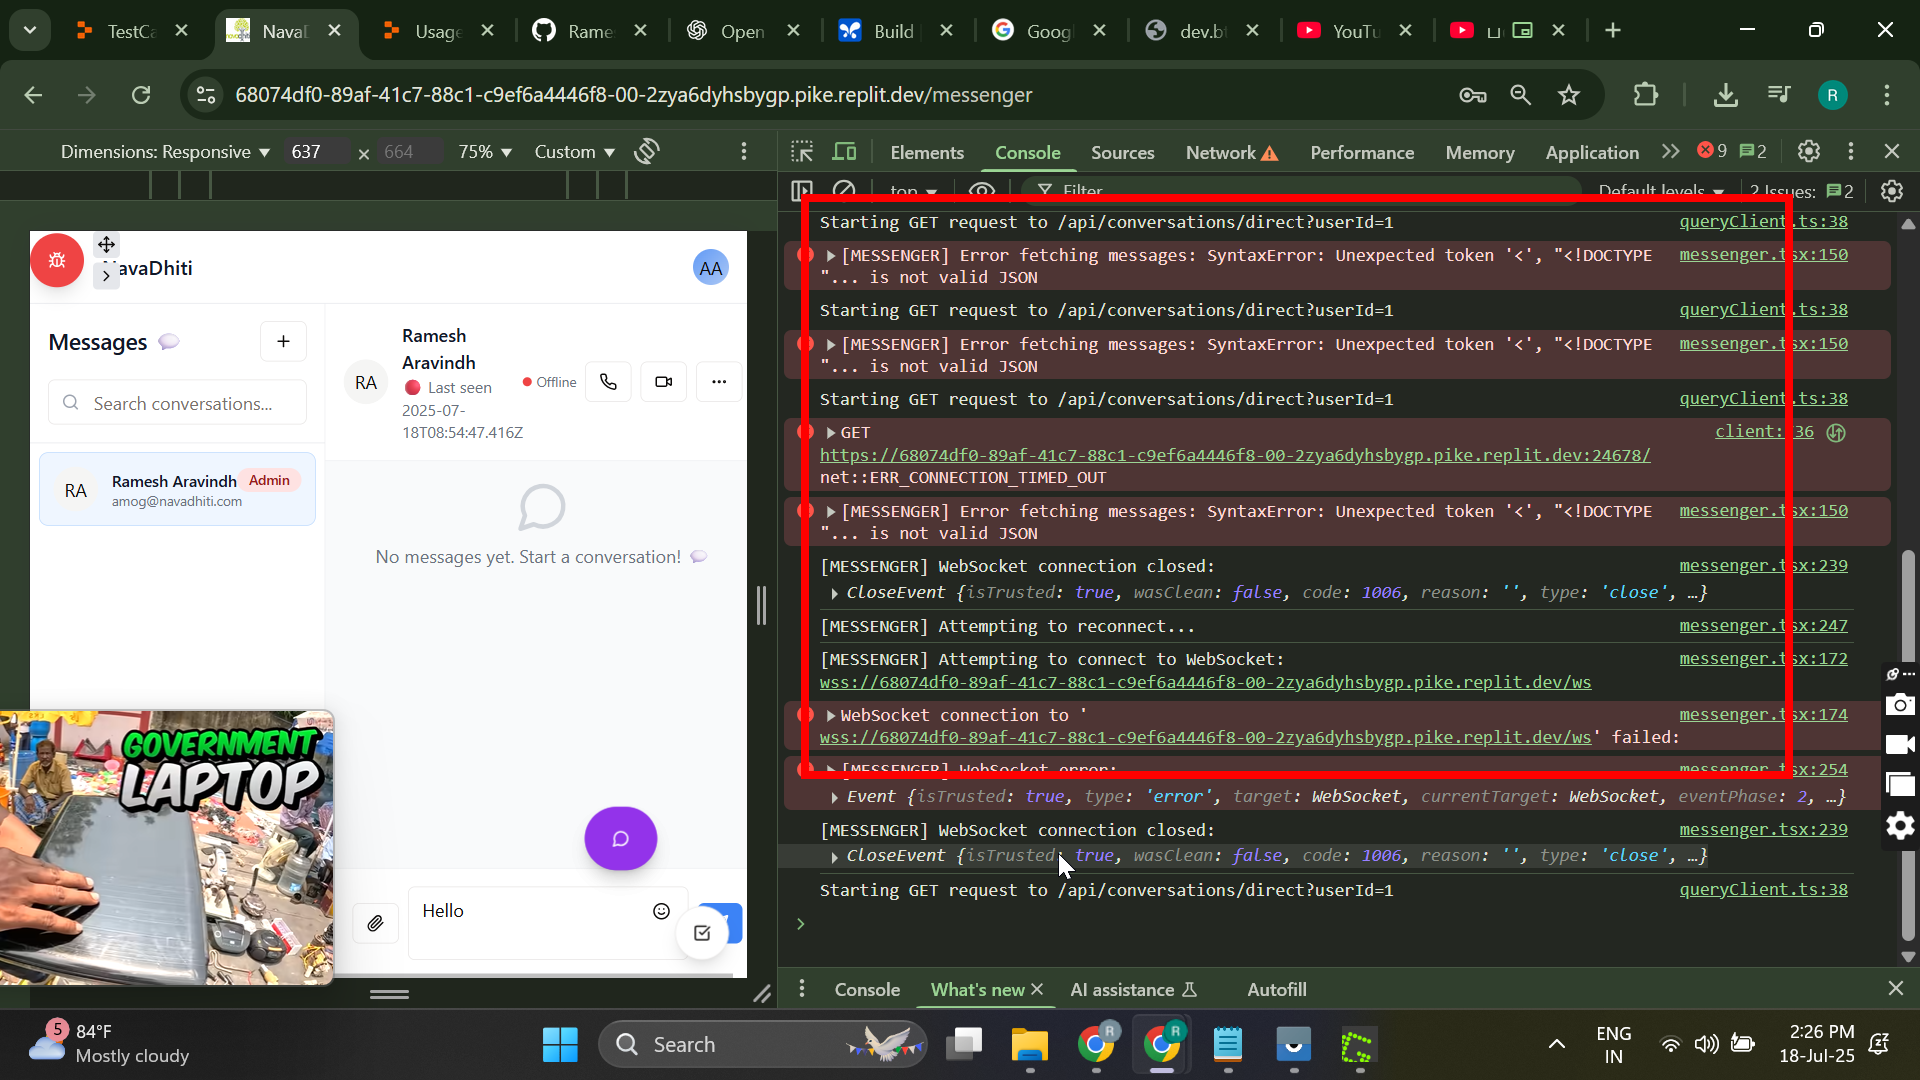 TestCa
NavaD
Usage
Rame
Open
Build
Goog
dev.b
YouTu
68074df0-89af-41c7-88c1-c9ef6a4446f8-00-2zya6dyhsbygp.pike.replit.dev/messenger
R
Dimensions: Responsive
637
×
664
75%
Custom
Elements
Console
Sources
Network
Performance
Memory
Application
9
2
top
Filter
Default levels
2 Issues:
2
NavaDhiti
AA
Messages
+
Search conversations...
RA
Ramesh Aravindh
Admin
amog@navadhiti.com
RA
Ramesh
Aravindh
Last seen
2025-07-
18T08:54:47.416Z
Offline
No messages yet. Start a conversation!
Hello
GOVERNMENT
LAPTOP
Starting GET request to /api/conversations/direct?userId=1 queryClient.ts:38
[MESSENGER] Error fetching messages: SyntaxError: Unexpected token '<', "<!DOCTYPE messenger.tsx:150
"... is not valid JSON
Starting GET request to /api/conversations/direct?userId=1 queryClient.ts:38
[MESSENGER] Error fetching messages: SyntaxError: Unexpected token '<', "<!DOCTYPE messenger.tsx:150
"... is not valid JSON
Starting GET request to /api/conversations/direct?userId=1 queryClient.ts:38
GET client:736
https://68074df0-89af-41c7-88c1-c9ef6a4446f8-00-2zya6dyhsbygp.pike.replit.dev:24678/
net::ERR_CONNECTION_TIMED_OUT
[MESSENGER] Error fetching messages: SyntaxError: Unexpected token '<', "<!DOCTYPE messenger.tsx:150
"... is not valid JSON
[MESSENGER] WebSocket connection closed: messenger.tsx:239
CloseEvent {isTrusted: true, wasClean: false, code: 1006, reason: '', type: 'close', …}
[MESSENGER] Attempting to reconnect... messenger.tsx:247
[MESSENGER] Attempting to connect to WebSocket: messenger.tsx:172
wss://68074df0-89af-41c7-88c1-c9ef6a4446f8-00-2zya6dyhsbygp.pike.replit.dev/ws
WebSocket connection to ' messenger.tsx:174
wss://68074df0-89af-41c7-88c1-c9ef6a4446f8-00-2zya6dyhsbygp.pike.replit.dev/ws' failed:
[MESSENGER] WebSocket error: messenger.tsx:254
Event {isTrusted: true, type: 'error', target: WebSocket, currentTarget: WebSocket, eventPhase: 2, …}
[MESSENGER] WebSocket connection closed: messenger.tsx:239
CloseEvent {isTrusted: true, wasClean: false, code: 1006, reason: '', type: 'close', …}
Starting GET request to /api/conversations/direct?userId=1 queryClient.ts:38
Console
What's new
AI assistance
Autofill
5
84°F
Mostly cloudy
Search
R
R
ENG
IN
2:26 PM
18-Jul-25